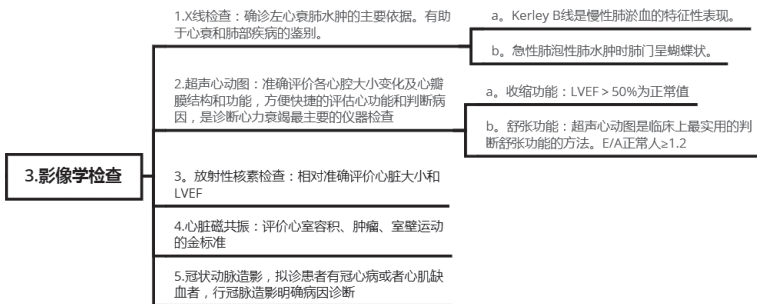 3.影像学检查
1.X线检查：确诊左心衰肺水肿的主要依据。有助
于心衰和肺部疾病的鉴别。
a。Kerley B线是慢性肺淤血的特征性表现。
b。急性肺泡性肺水肿时肺门呈蝴蝶状。
2.超声心动图：准确评价各心腔大小变化及心瓣
膜结构和功能，方便快捷的评估心功能和判断病
因，是诊断心力衰竭最主要的仪器检查
a。收缩功能：LVEF＞50%为正常值
b。舒张功能：超声心动图是临床上最实用的判
断舒张功能的方法。E/A正常人≥1.2
3。放射性核素检查：相对准确评价心脏大小和
LVEF
4.心脏磁共振：评价心室容积、肿瘤、室壁运动
的金标准
5.冠状动脉造影，拟诊患者有冠心病或者心肌缺
血者，行冠脉造影明确病因诊断